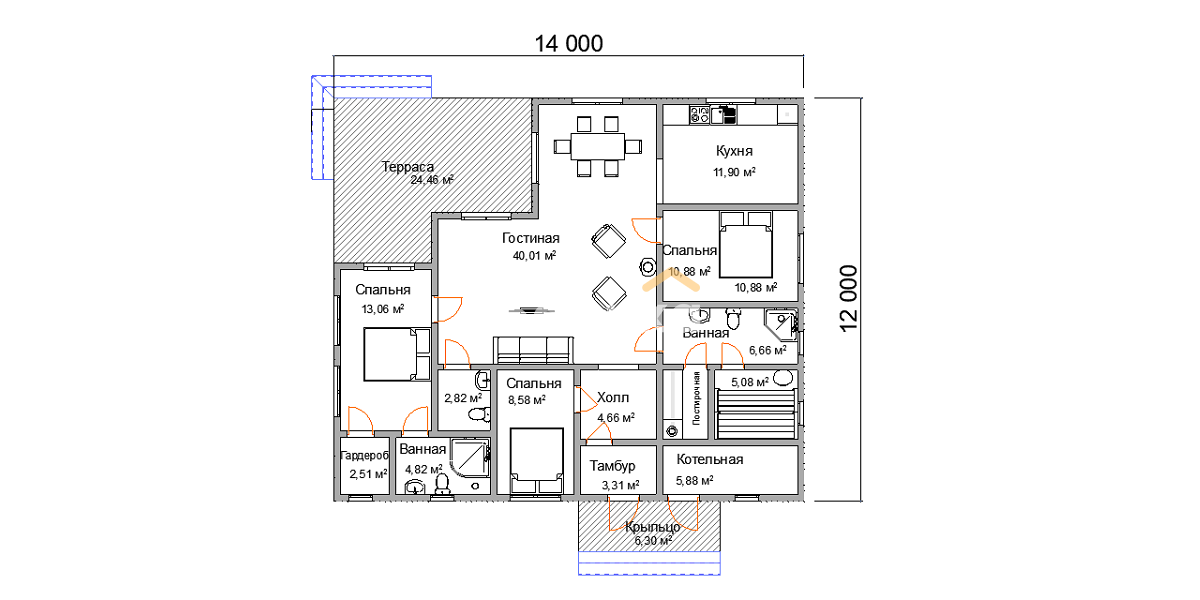 14 000
12 000
Терраса
24,46 м²
Кухня
11,90 м²
Гостиная
40,01 м²
Спальня
10,88 м²
10,88 м²
Спальня
13,06 м²
Ванная
6,66 м²
2,82 м²
Спальня
8,58 м²
Холл
4,66 м²
Постирочная
5,08 м²
Гардероб
2,51 м²
Ванная
4,82 м²
Тамбур
3,31 м²
Котельная
5,88 м²
Крыльцо
6,30 м²